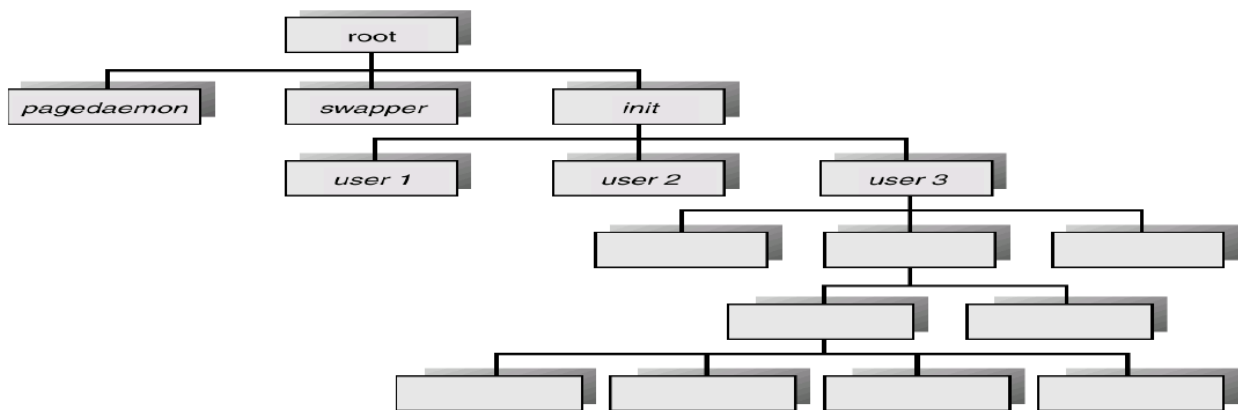 root
pagedaemon
swapper
init
user 1
user 2
user 3